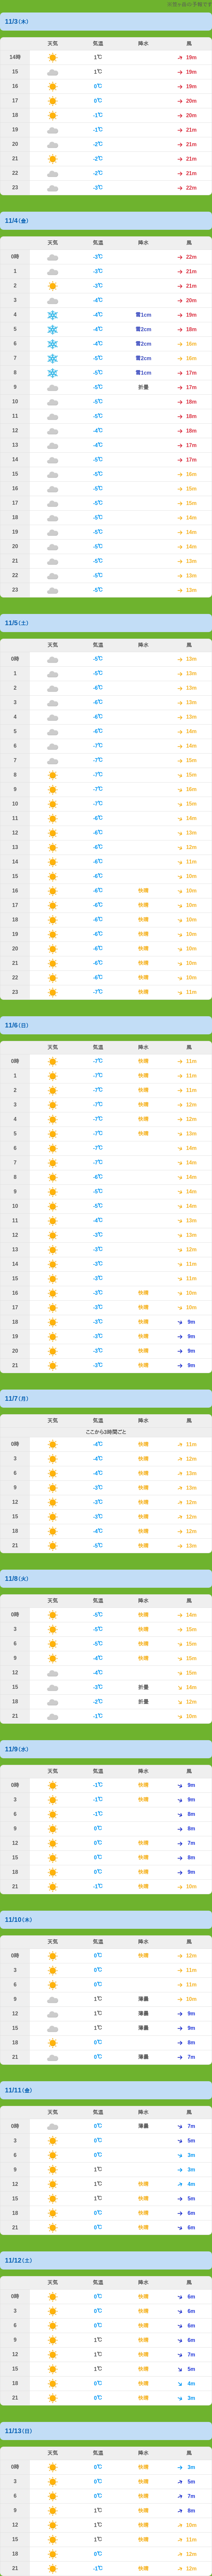 11/3(木)
天気 気温 降水 風
14時 1℃ 19m
15 1℃ 19m
16 0℃ 19m
17 0℃ 20m
18 -1℃ 20m
19 -1℃ 21m
20 -2℃ 21m
21 -2℃ 21m
22 -2℃ 21m
23 -3℃ 22m
11/4(金)
天気 気温 降水 風
0時 -3℃ 22m
1 -3℃ 21m
2 -3℃ 21m
3 -4℃ 20m
4 -4℃ 雪1cm 19m
5 -4℃ 雪2cm 18m
6 -4℃ 雪2cm 16m
7 -5℃ 雪2cm 16m
8 -5℃ 雪1cm 17m
9 -5℃ 折曇 17m
10 -5℃ 18m
11 -5℃ 18m
12 -4℃ 18m
13 -4℃ 17m
14 -5℃ 17m
15 -5℃ 16m
16 -5℃ 15m
17 -5℃ 15m
18 -5℃ 14m
19 -5℃ 14m
20 -5℃ 14m
21 -5℃ 13m
22 -5℃ 13m
23 -5℃ 13m
11/5(土)
天気 気温 降水 風
0時 -5℃ 13m
1 -5℃ 13m
2 -6℃ 13m
3 -6℃ 13m
4 -6℃ 13m
5 -6℃ 14m
6 -7℃ 14m
7 -7℃ 15m
8 -7℃ 15m
9 -7℃ 16m
10 -7℃ 15m
11 -6℃ 14m
12 -6℃ 13m
13 -6℃ 12m
14 -6℃ 11m
15 -6℃ 10m
16 -6℃ 快晴 10m
17 -6℃ 快晴 10m
18 -6℃ 快晴 10m
19 -6℃ 快晴 10m
20 -6℃ 快晴 10m
21 -6℃ 快晴 10m
22 -6℃ 快晴 10m
23 -7℃ 快晴 11m
11/6(日)
天気 気温 降水 風
0時 -7℃ 快晴 11m
1 -7℃ 快晴 11m
2 -7℃ 快晴 11m
3 -7℃ 快晴 12m
4 -7℃ 快晴 12m
5 -7℃ 快晴 13m
6 -7℃ 14m
7 -7℃ 14m
8 -6℃ 14m
9 -5℃ 14m
10 -5℃ 14m
11 -4℃ 13m
12 -3℃ 13m
13 -3℃ 12m
14 -3℃ 11m
15 -3℃ 11m
16 -3℃ 快晴 10m
17 -3℃ 快晴 10m
18 -3℃ 快晴 9m
19 -3℃ 快晴 9m
20 -3℃ 快晴 9m
21 -3℃ 快晴 9m
11/7(月)
天気 気温 降水 風
ここから3時間ごと
0時 -4℃ 快晴 11m
3 -4℃ 快晴 12m
6 -4℃ 快晴 13m
9 -3℃ 快晴 13m
12 -3℃ 快晴 12m
15 -3℃ 快晴 12m
18 -4℃ 快晴 12m
21 -5℃ 快晴 13m
11/8(火)
天気 気温 降水 風
0時 -5℃ 快晴 14m
3 -5℃ 快晴 15m
6 -5℃ 快晴 15m
9 -4℃ 快晴 15m
12 -4℃ 15m
15 -3℃ 折曇 14m
18 -2℃ 折曇 12m
21 -1℃ 10m
11/9(水)
天気 気温 降水 風
0時 -1℃ 快晴 9m
3 -1℃ 快晴 9m
6 -1℃ 8m
9 0℃ 8m
12 0℃ 快晴 7m
15 0℃ 快晴 8m
18 0℃ 快晴 9m
21 -1℃ 快晴 10m
11/10(木)
天気 気温 降水 風
0時 0℃ 快晴 12m
3 0℃ 11m
6 0℃ 11m
9 1℃ 薄曇 10m
12 1℃ 薄曇 9m
15 1℃ 薄曇 9m
18 0℃ 8m
21 0℃ 薄曇 7m
11/11(金)
天気 気温 降水 風
0時 0℃ 薄曇 7m
3 0℃ 5m
6 0℃ 3m
9 1℃ 3m
12 1℃ 快晴 4m
15 1℃ 快晴 5m
18 0℃ 快晴 6m
21 0℃ 快晴 6m
11/12(土)
天気 気温 降水 風
0時 0℃ 快晴 6m
3 0℃ 快晴 6m
6 0℃ 快晴 6m
9 1℃ 快晴 6m
12 1℃ 快晴 7m
15 1℃ 快晴 5m
18 0℃ 快晴 4m
21 0℃ 快晴 3m
11/13(日)
天気 気温 降水 風
0時 0℃ 快晴 3m
3 0℃ 快晴 5m
6 0℃ 快晴 7m
9 1℃ 快晴 8m
12 1℃ 快晴 10m
15 1℃ 快晴 11m
18 0℃ 快晴 12m
21 -1℃ 快晴 12m